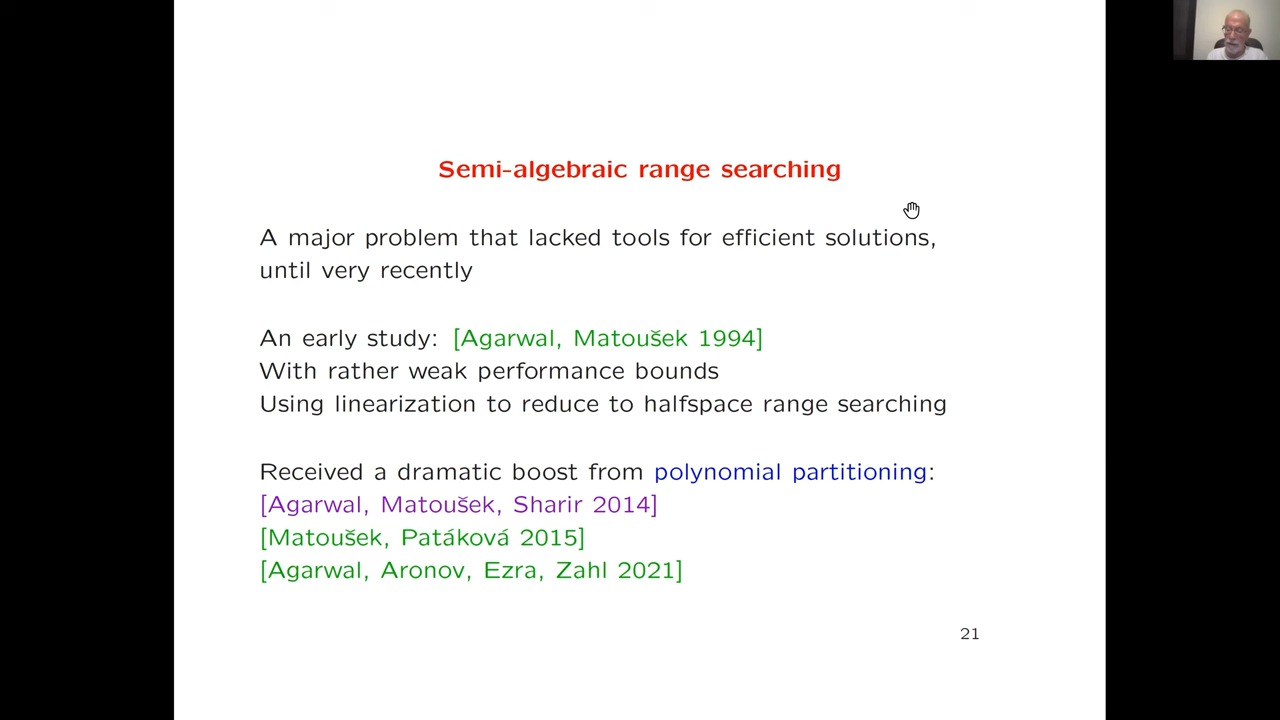 Semi-algebraic range searching
A major problem that lacked tools for efficient solutions,
until very recently
An early study: [Agarwal, Matoušek 1994]
With rather weak performance bounds
Using linearization to reduce to halfspace range searching
Received a dramatic boost from polynomial partitioning:
[Agarwal, Matoušek, Sharir 2014]
[Matoušek, Patáková 2015]
[Agarwal, Aronov, Ezra, Zahl 2021]
21